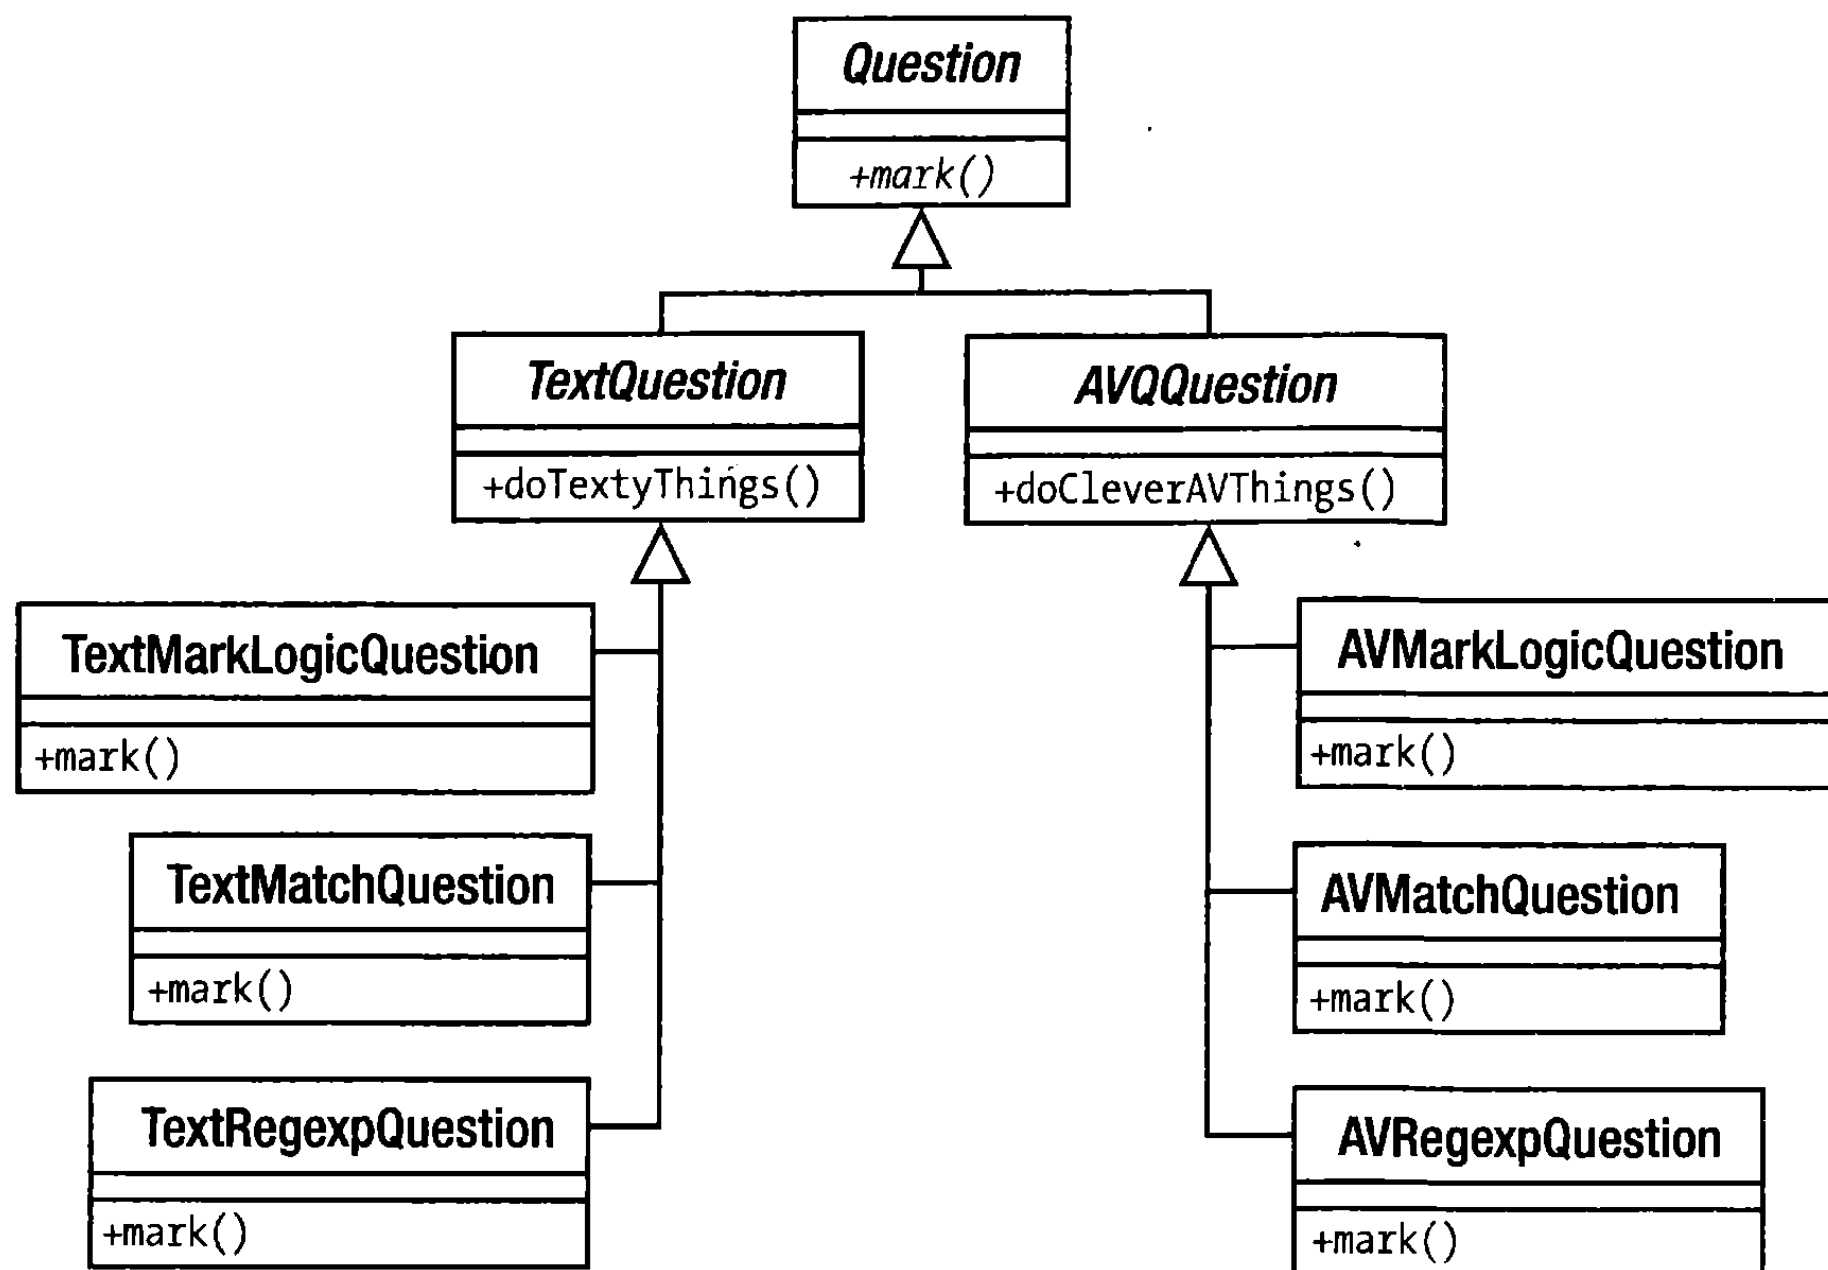 Question
+mark()
TextQuestion
+doTextyThings()
AVQQuestion
+doCleverAVThings()
TextMarkLogicQuestion
+mark()
AVMarkLogicQuestion
+mark()
TextMatchQuestion
+mark()
AVMatchQuestion
+mark()
TextRegexpQuestion
+mark()
AVRegexpQuestion
+mark()